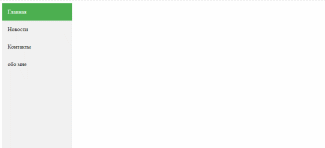 Главная
Новости
Контакты
обо мне